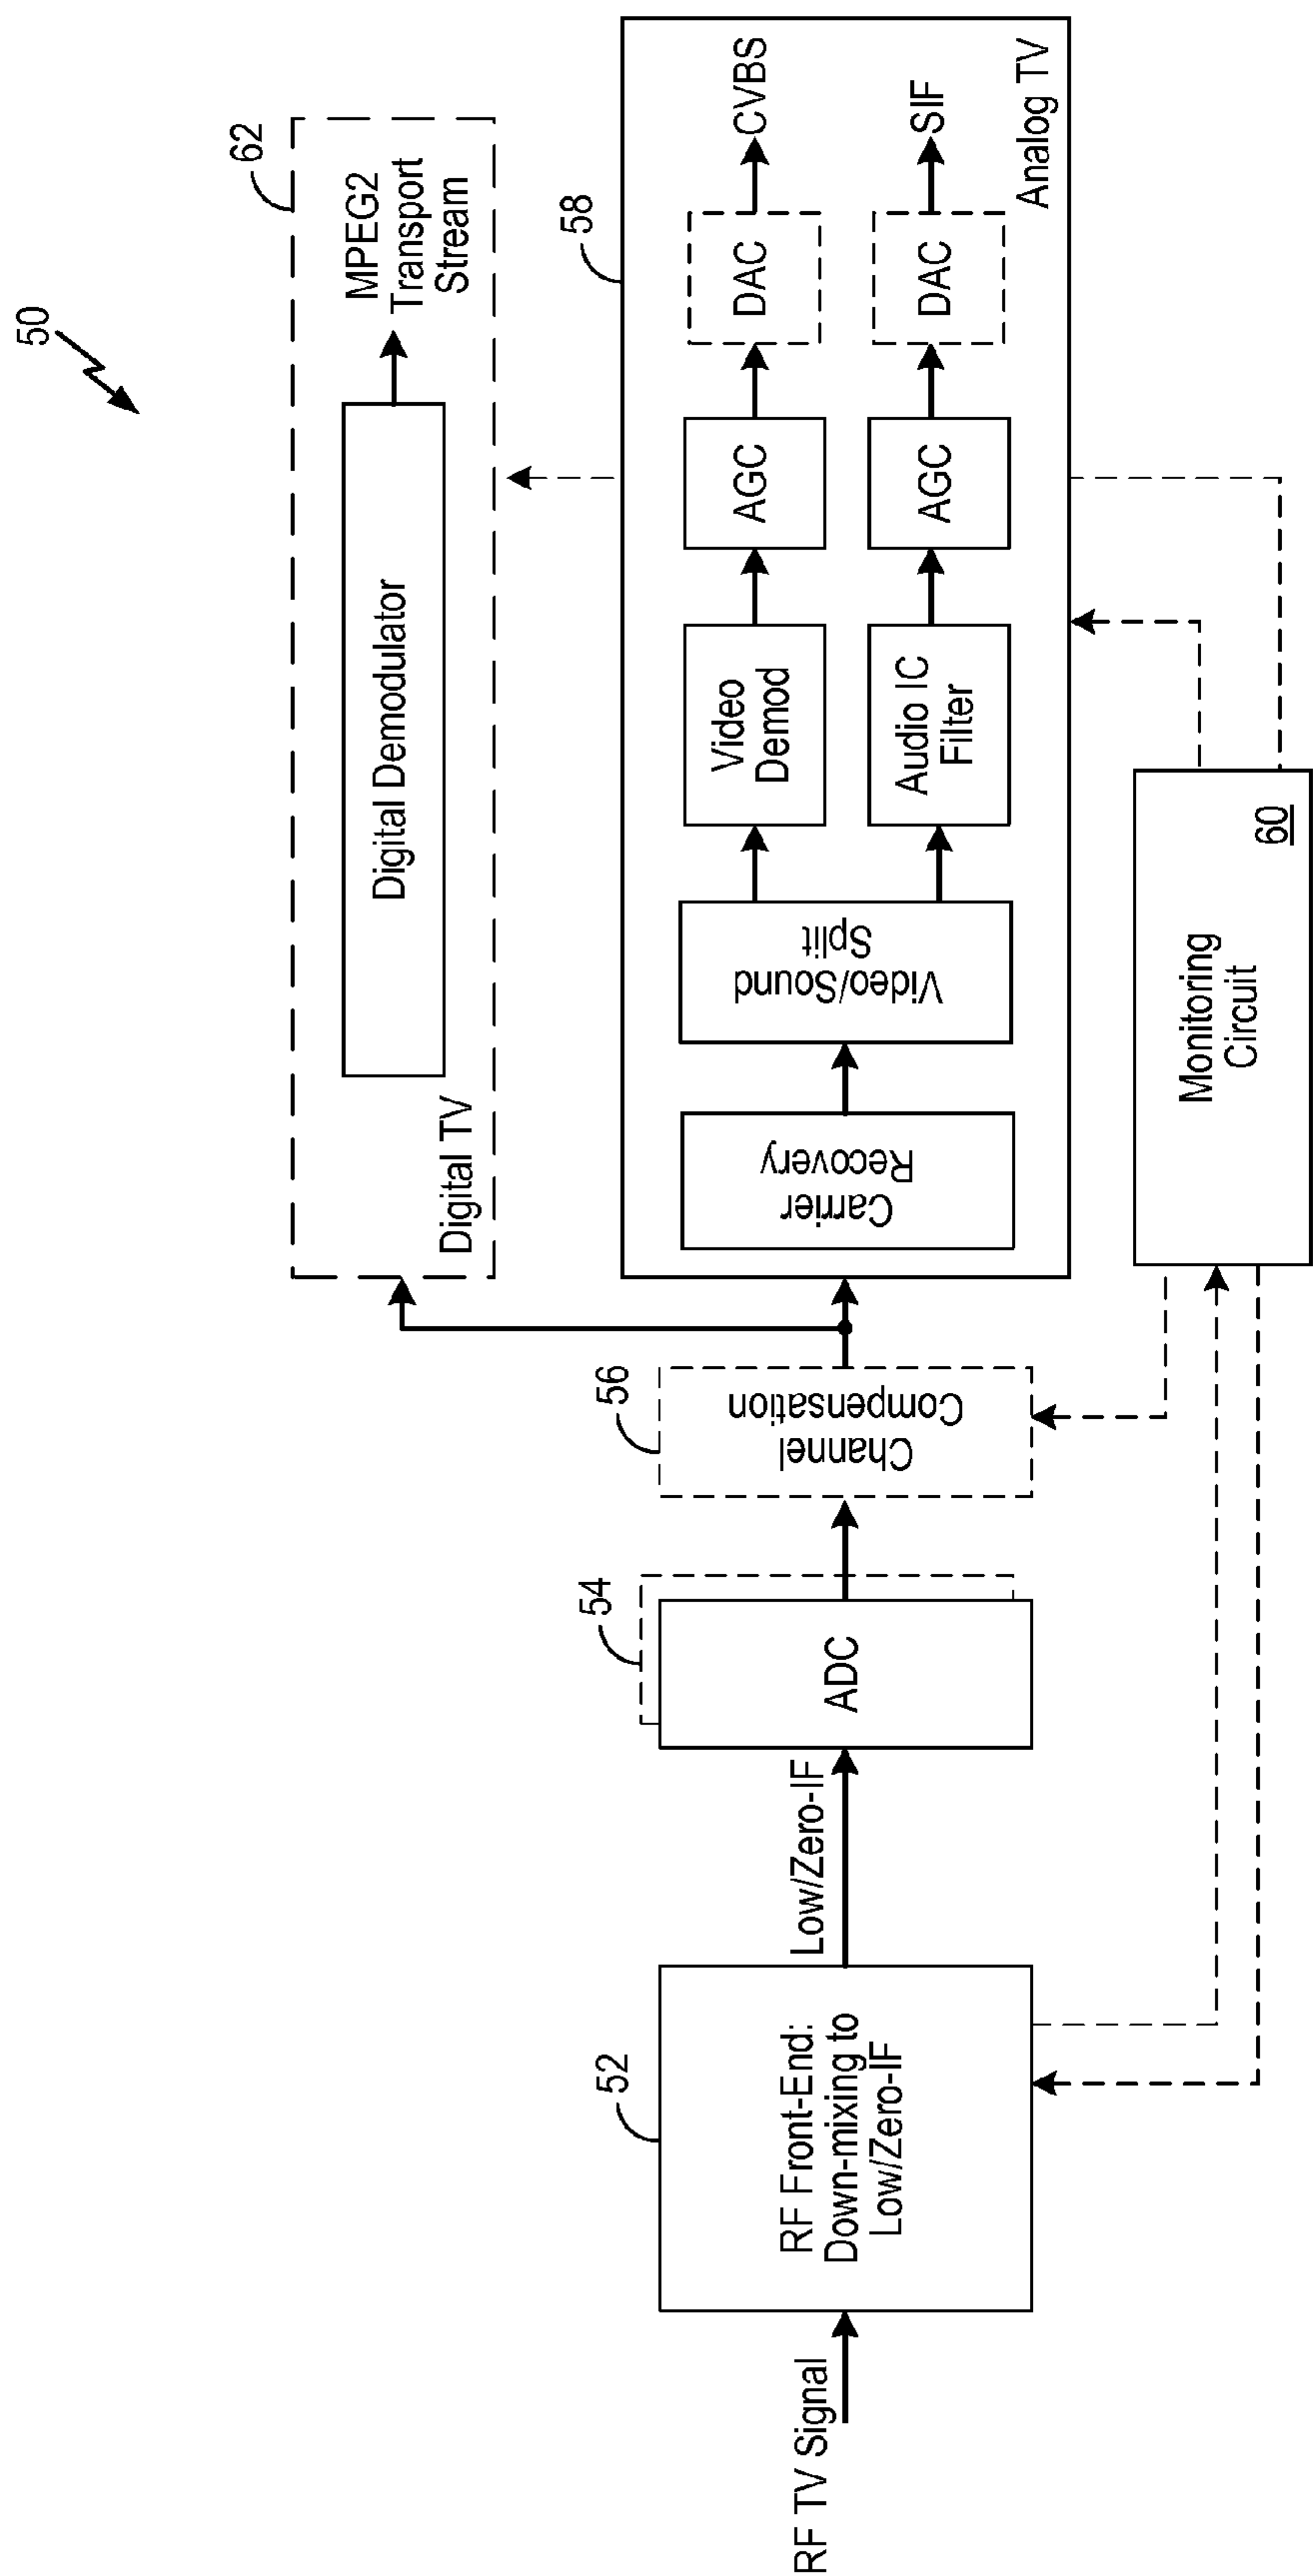 50
62
MPEG2
Transport
Stream
Digital Demodulator
Digital TV
58
CVBS
DAC
AGC
Video
Demod
SIF
DAC
AGC
Audio IC
Filter
Video/Sound
Split
Carrier
Recovery
Analog TV
56
Channel
Compensation
54
ADC
Low/Zero-IF
52
RF Front-End:
Down-mixing to
Low/Zero-IF
RF TV Signal
Monitoring
Circuit
60